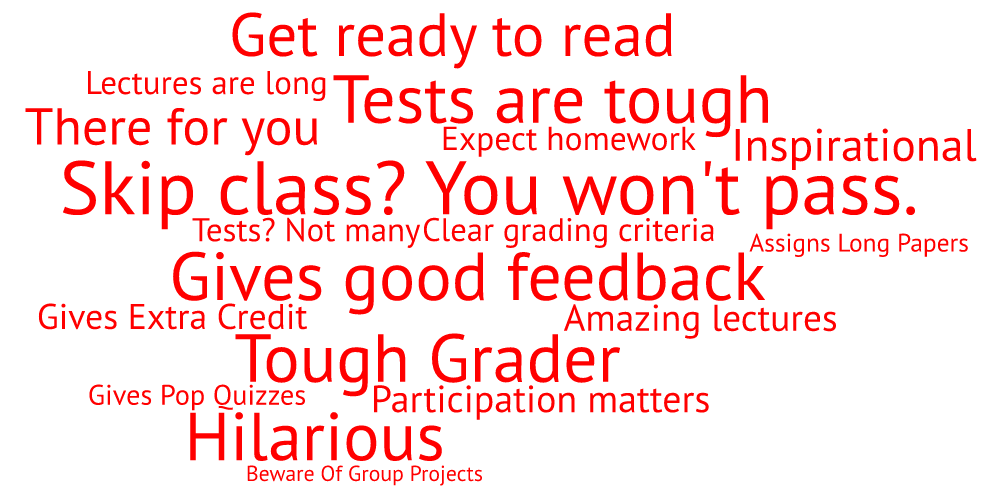 Get ready to read
Lectures are long
Tests are tough
There for you
Expect homework
Inspirational
Skip class? You won't pass.
Tests? Not many
Clear grading criteria
Assigns Long Papers
Gives good feedback
Gives Extra Credit
Amazing lectures
Tough Grader
Gives Pop Quizzes
Participation matters
Hilarious
Beware Of Group Projects